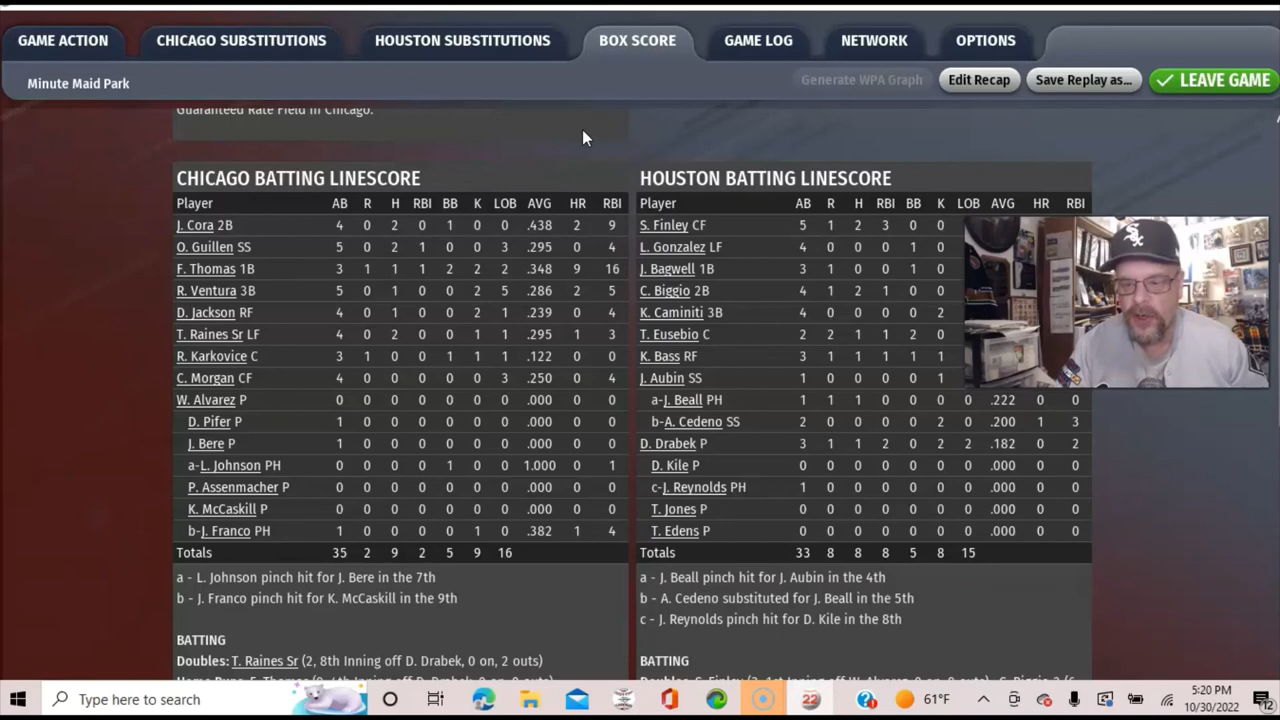 GAME ACTION CHICAGO SUBSTITUTIONS HOUSTON SUBSTITUTIONS BOX SCORE GAME LOG NETWORK OPTIONS
Minute Maid Park Generate WPA Graph Edit Recap Save Replay as... LEAVE GAME
Guaranteed Rate Field in Chicago.
CHICAGO BATTING LINESCORE
Player AB R H RBI BB K LOB AVG HR RBI
J. Cora 2B 4 0 2 0 1 0 0 .438 2 9
O. Guillen SS 5 0 2 1 0 0 3 .295 0 4
F. Thomas 1B 3 1 1 1 2 2 2 .348 9 16
R. Ventura 3B 5 0 1 0 0 2 5 .286 2 5
D. Jackson RF 4 0 1 0 0 2 1 .239 0 4
T. Raines Sr LF 4 0 2 0 0 1 1 .295 1 3
R. Karkovice C 3 1 0 0 1 1 1 .122 0 0
C. Morgan CF 4 0 0 0 0 0 3 .250 0 4
W. Alvarez P 0 0 0 0 0 0 0 .000 0 0
D. Pifer P 1 0 0 0 0 0 0 .000 0 0
J. Bere P 1 0 0 0 0 0 0 .000 0 0
a-L. Johnson PH 0 0 0 0 1 0 0 1.000 0 1
P. Assenmacher P 0 0 0 0 0 0 0 .000 0 0
K. McCaskill P 0 0 0 0 0 0 0 .000 0 0
b-J. Franco PH 1 0 0 0 0 1 0 .382 1 4
Totals 35 2 9 2 5 9 16
a - L. Johnson pinch hit for J. Bere in the 7th
b - J. Franco pinch hit for K. McCaskill in the 9th
BATTING
Doubles: T. Raines Sr (2, 8th Inning off D. Drabek, 0 on, 2 outs)
HOUSTON BATTING LINESCORE
Player AB R H RBI BB K LOB AVG HR RBI
S. Finley CF 5 1 2 3 0 0
L. Gonzalez LF 4 0 0 0 1 0
J. Bagwell 1B 3 1 0 0 1 0
C. Biggio 2B 4 1 2 1 0 0
K. Caminiti 3B 4 0 0 0 0 2
T. Eusebio C 2 2 1 1 2 0
K. Bass RF 3 1 1 1 1 1
J. Aubin SS 1 0 0 0 0 1
a-J. Beall PH 1 1 1 0 0 0 0 .222 0 0
b-A. Cedeno SS 2 0 0 0 0 2 0 .200 1 3
D. Drabek P 3 1 1 2 0 2 2 .182 0 2
D. Kile P 0 0 0 0 0 0 0 .000 0 0
c-J. Reynolds PH 1 0 0 0 0 0 0 .000 0 0
T. Jones P 0 0 0 0 0 0 0 .000 0 0
T. Edens P 0 0 0 0 0 0 0 .000 0 0
Totals 33 8 8 8 5 8 15
a - J. Beall pinch hit for J. Aubin in the 4th
b - A. Cedeno substituted for J. Beall in the 5th
c - J. Reynolds pinch hit for D. Kile in the 8th
BATTING
Type here to search
61°F
5:20 PM
10/30/2022
22
12